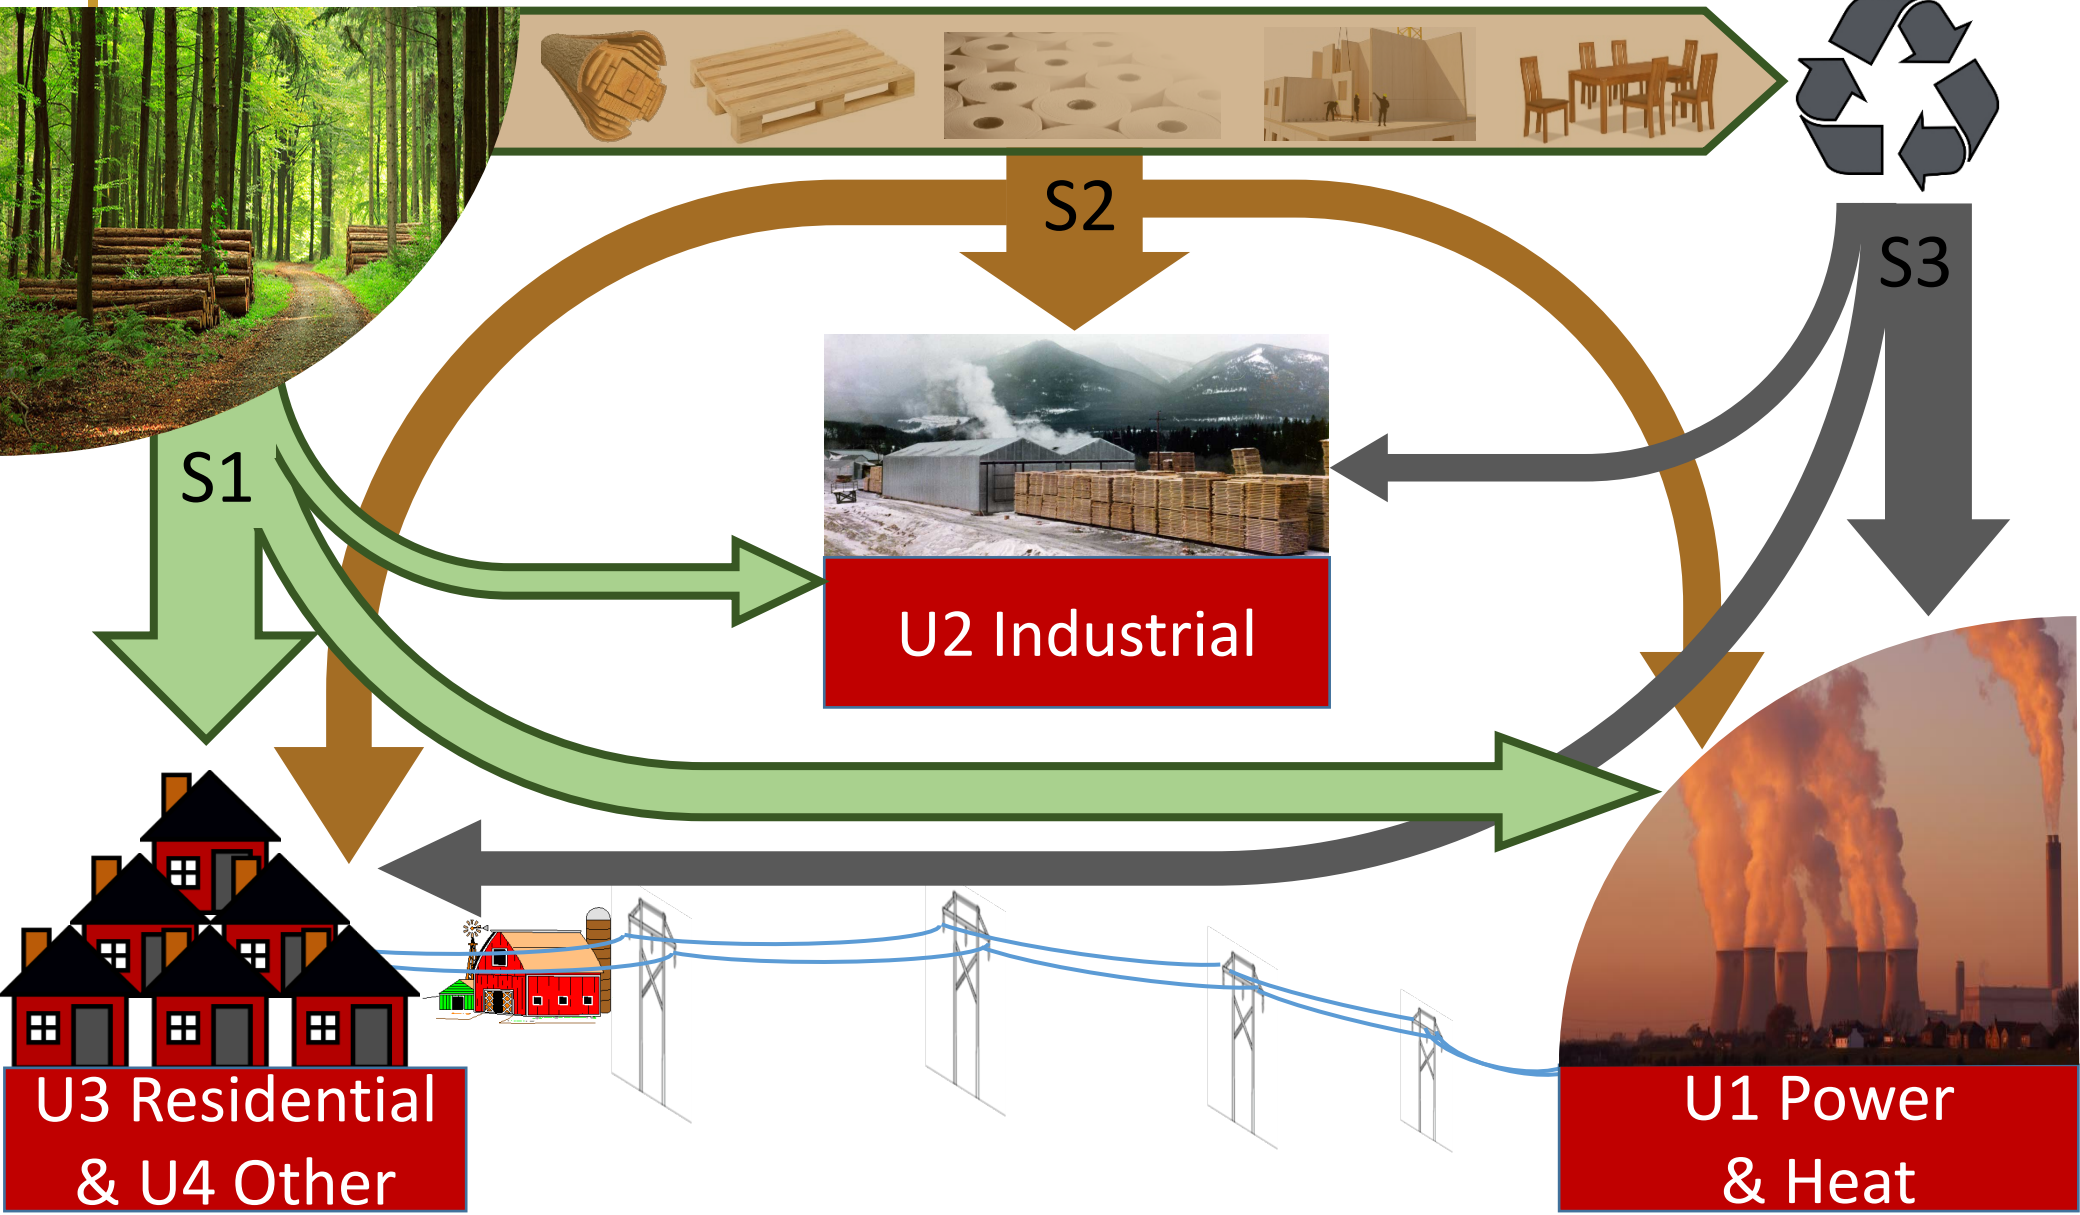 S2
S3
S1
U2 Industrial
U3 Residential
& U4 Other
U1 Power
& Heat